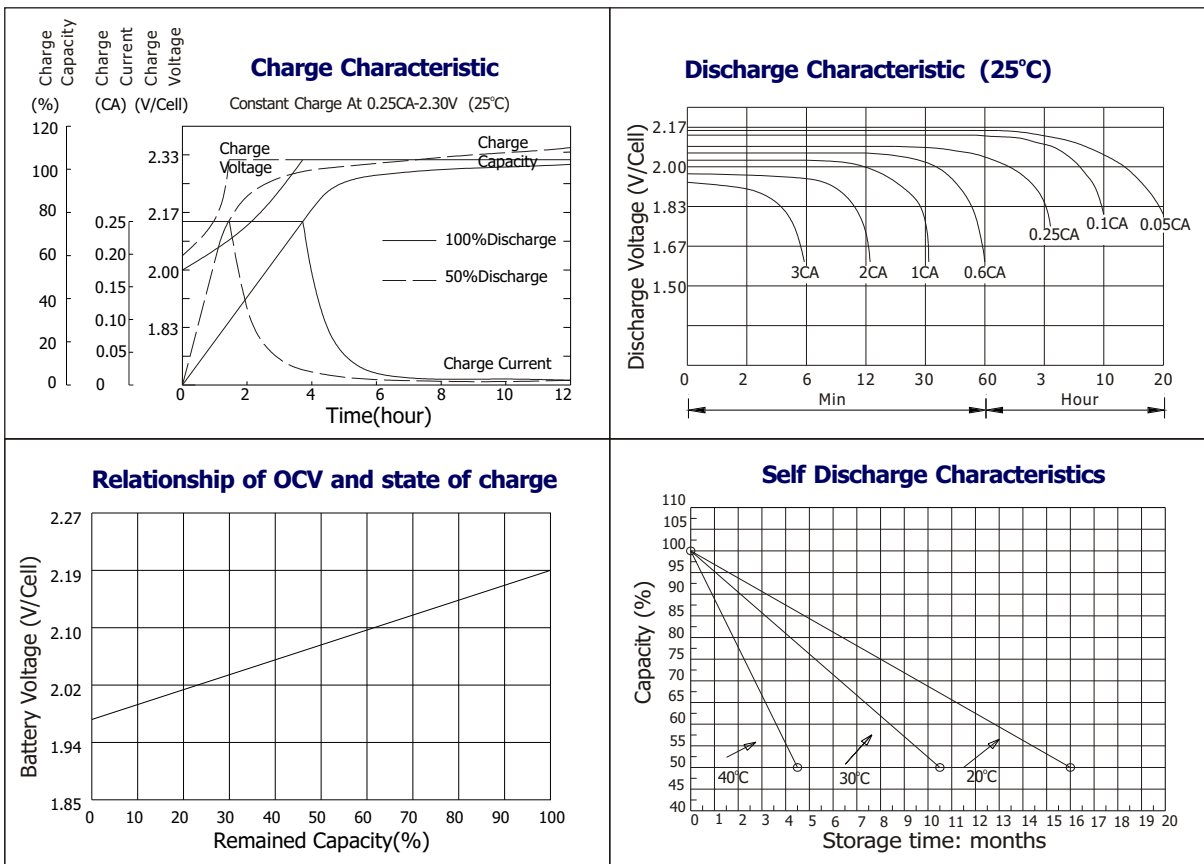 Charge Capacity
Charge Current
Charge Voltage
(%) (CA) (V/Cell)
Charge Characteristic
Constant Charge At 0.25CA-2.30V (25°C)
120
100
80
60
40
20
0
0.25
0.20
0.15
0.10
0.05
0
2.33
2.17
2.00
1.83
Charge Voltage
Charge Capacity
100%Discharge
50%Discharge
Charge Current
0 2 4 6 8 10 12
Time(hour)
Discharge Characteristic (25°C)
Discharge Voltage (V/Cell)
2.17
2.00
1.83
1.67
1.50
3CA 2CA 1CA 0.6CA 0.25CA 0.1CA 0.05CA
0 2 6 12 30 60 3 10 20
Min Hour
Relationship of OCV and state of charge
Battery Voltage (V/Cell)
2.27
2.19
2.10
2.02
1.94
1.85
0 10 20 30 40 50 60 70 80 90 100
Remained Capacity(%)
Self Discharge Characteristics
Capacity (%)
110
105
100
95
90
85
80
75
70
65
60
55
50
45
40
40°C 30°C 20°C
0 1 2 3 4 5 6 7 8 9 10 11 12 13 14 15 16 17 18 19 20
Storage time: months